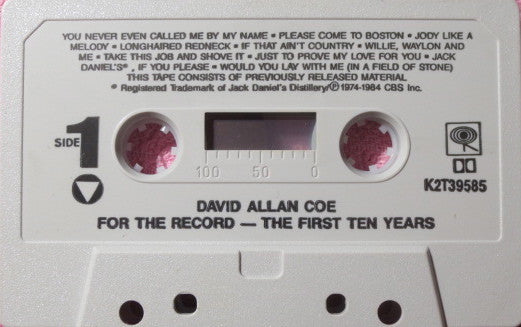 YOU NEVER EVEN CALLED ME BY MY NAME • PLEASE COME TO BOSTON • JODY LIKE A
MELODY • LONGHAIRED REDNECK • IF THAT AIN'T COUNTRY • WILLIE, WAYLON AND
ME • TAKE THIS JOB AND SHOVE IT • JUST TO PROVE MY LOVE FOR YOU • JACK
DANIEL'S®, IF YOU PLEASE • WOULD YOU LAY WITH ME (IN A FIELD OF STONE)
THIS TAPE CONSISTS OF PREVIOUSLY RELEASED MATERIAL
® Registered Trademark of Jack Daniel's Distillery/Ⓟ1974-1984 CBS Inc.
SIDE 1
100 50 0
K2T39585
DAVID ALLAN COE
FOR THE RECORD — THE FIRST TEN YEARS